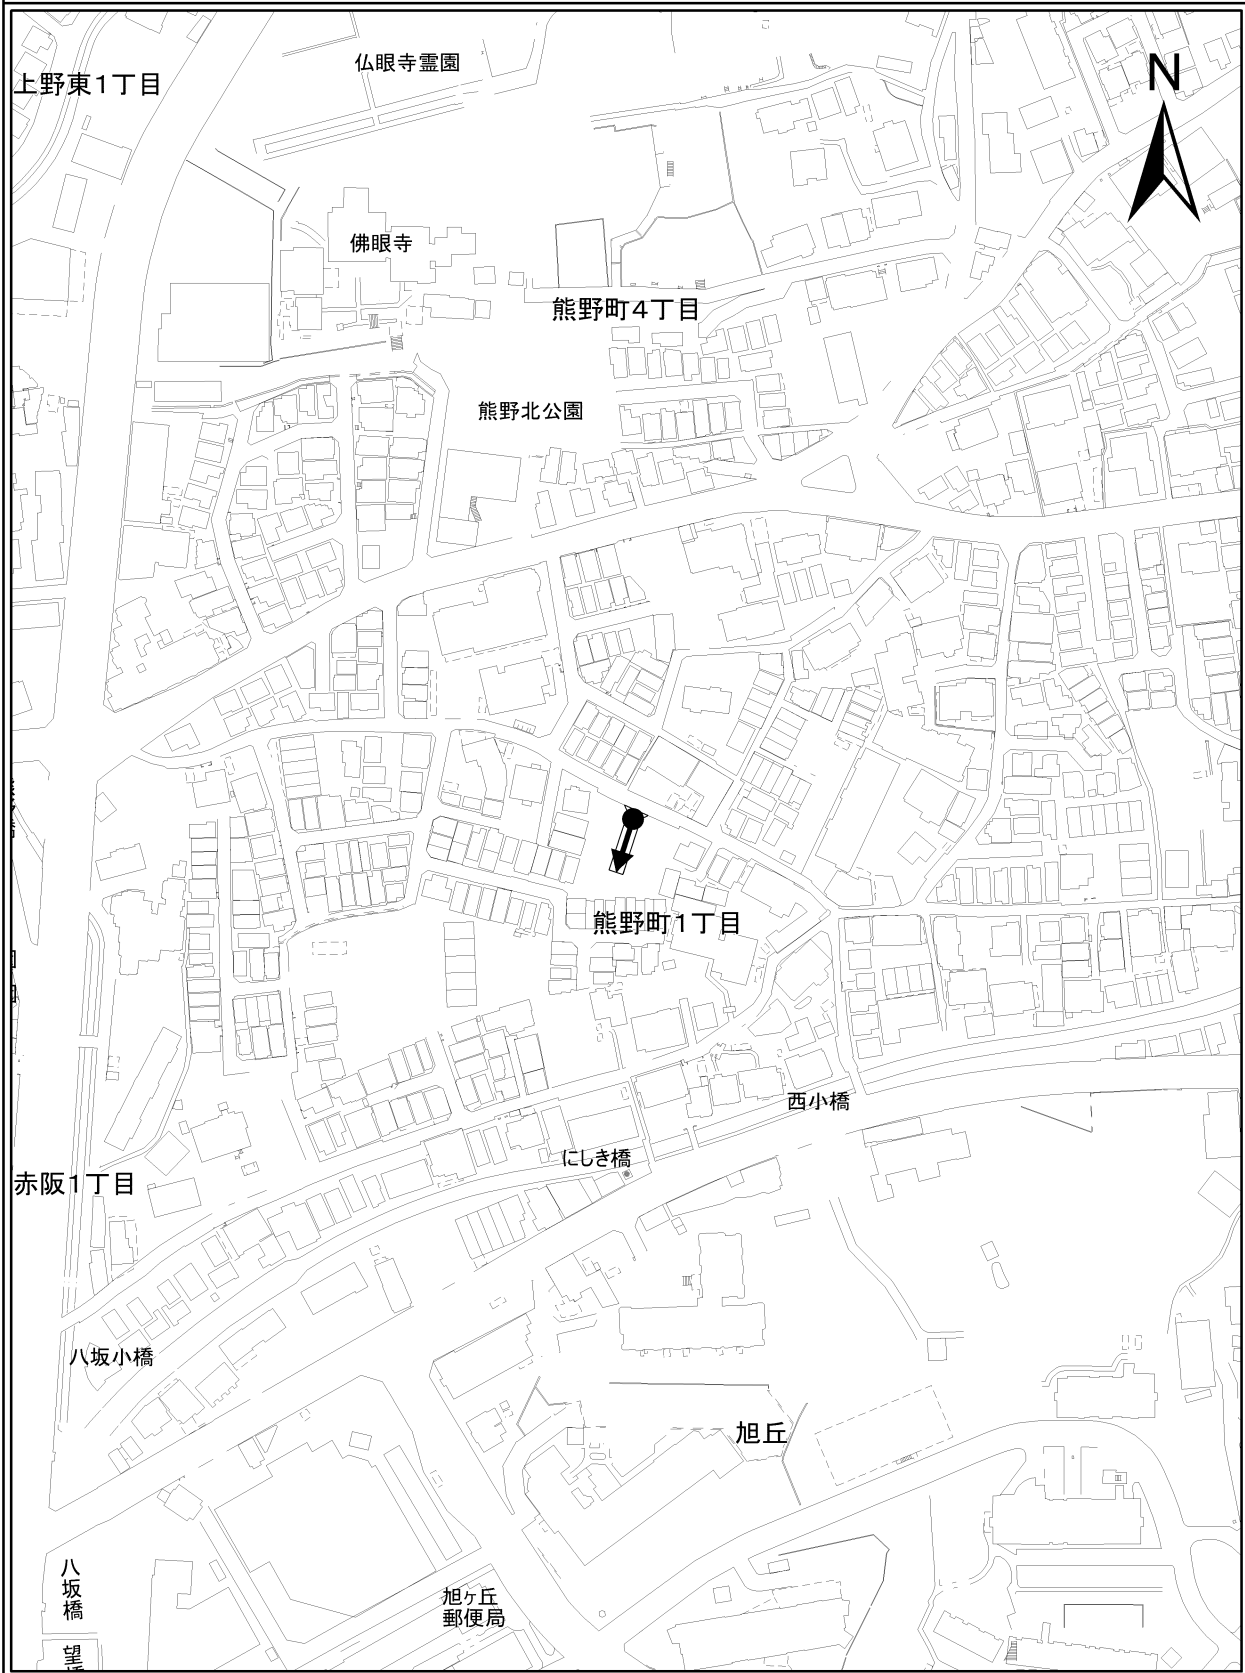 仏眼寺霊園
上野東1丁目
N
佛眼寺
熊野町4丁目
熊野北公園
熊野町1丁目
西小橋
にしき橋
赤阪1丁目
八坂小橋
旭丘
八坂橋
旭ヶ丘
郵便局